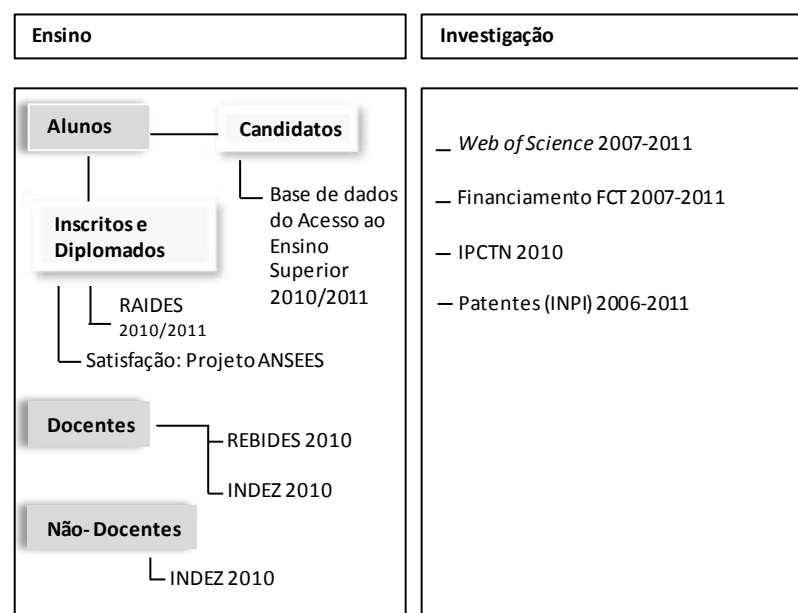 Ensino
Investigação
Alunos
Candidatos
Base de dados
do Acesso ao
Ensino
Superior
2010/2011
Inscritos e
Diplomados
RAIDES
2010/2011
Satisfação: Projeto ANSEES
Docentes
REBIDES 2010
INDEZ 2010
Não- Docentes
INDEZ 2010
Web of Science 2007-2011
Financiamento FCT 2007-2011
IPCTN 2010
Patentes (INPI) 2006-2011